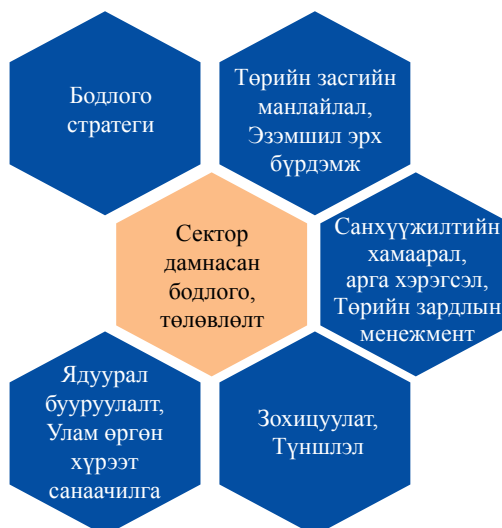 Бодлого
стратеги
Төрийн засгийн
манлайлал,
Эзэмшил эрх
бүрдэмж
Сектор
дамнасан
бодлого,
төлөвлөлт
Санхүүжилтийн
хамаарал,
арга хэрэгсэл,
Төрийн зардлын
менежмент
Ядуурал
бууруулалт,
Улам өргөн
хүрээт
санаачилга
Зохицуулат,
Түншлэл